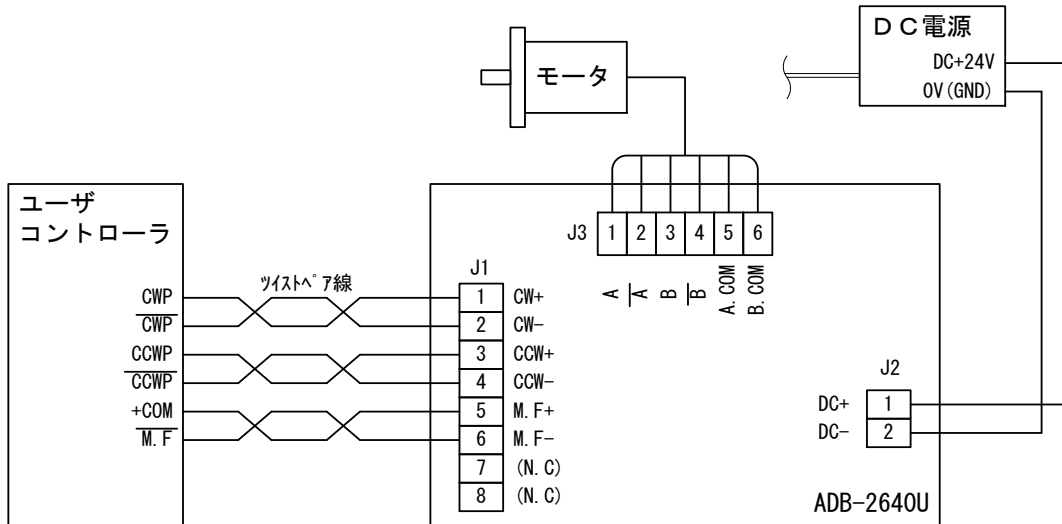 DC電源
DC+24V
0V(GND)
モータ
ユーザ
コントローラ
J3
1 2 3 4 5 6
A
A̅
B
B̅
A.COM
B.COM
ツイストペア線
J1
CWP 1 CW+
C̅W̅P̅ 2 CW-
CCWP 3 CCW+
C̅C̅W̅P̅ 4 CCW-
+COM 5 M.F+
M̅.̅F̅ 6 M.F-
7 (N.C)
8 (N.C)
J2
DC+ 1
DC- 2
ADB-2640U